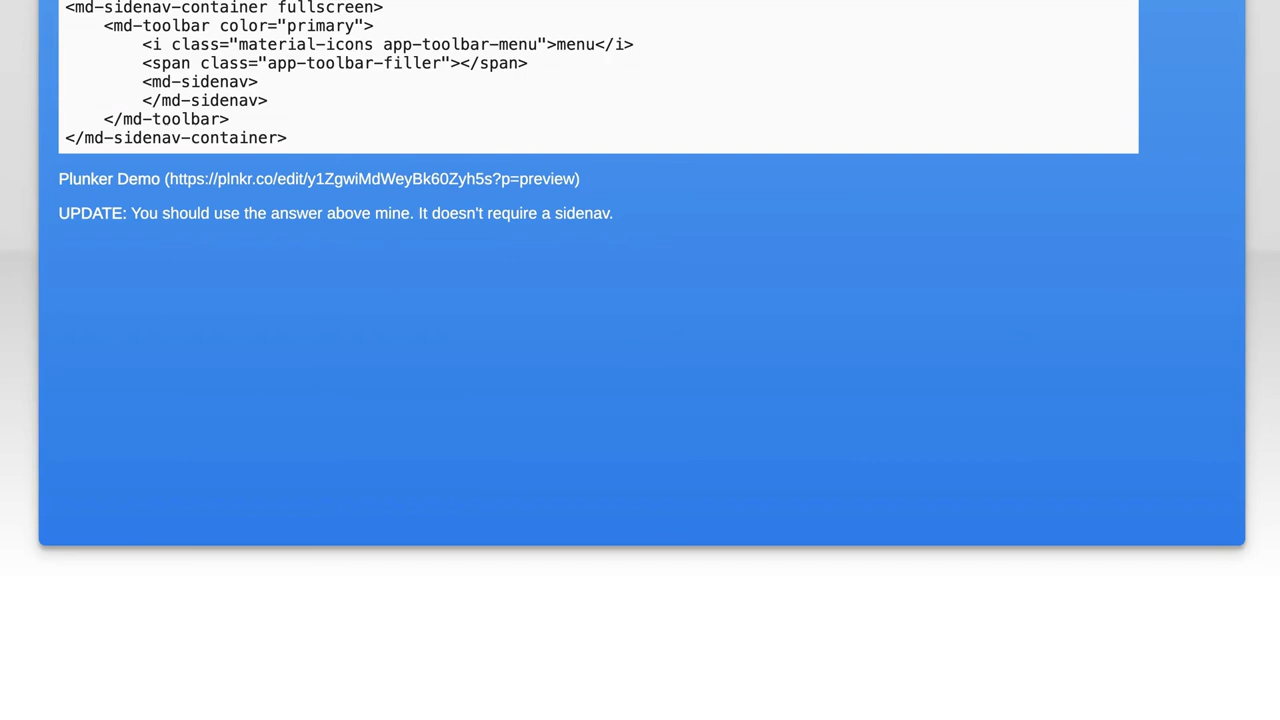 <md-sidenav-container fullscreen>
    <md-toolbar color="primary">
        <i class="material-icons app-toolbar-menu">menu</i>
        <span class="app-toolbar-filler"></span>
        <md-sidenav>
        </md-sidenav>
    </md-toolbar>
</md-sidenav-container>
Plunker Demo (https://plnkr.co/edit/y1ZgwiMdWeyBk60Zyh5s?p=preview)
UPDATE: You should use the answer above mine. It doesn't require a sidenav.